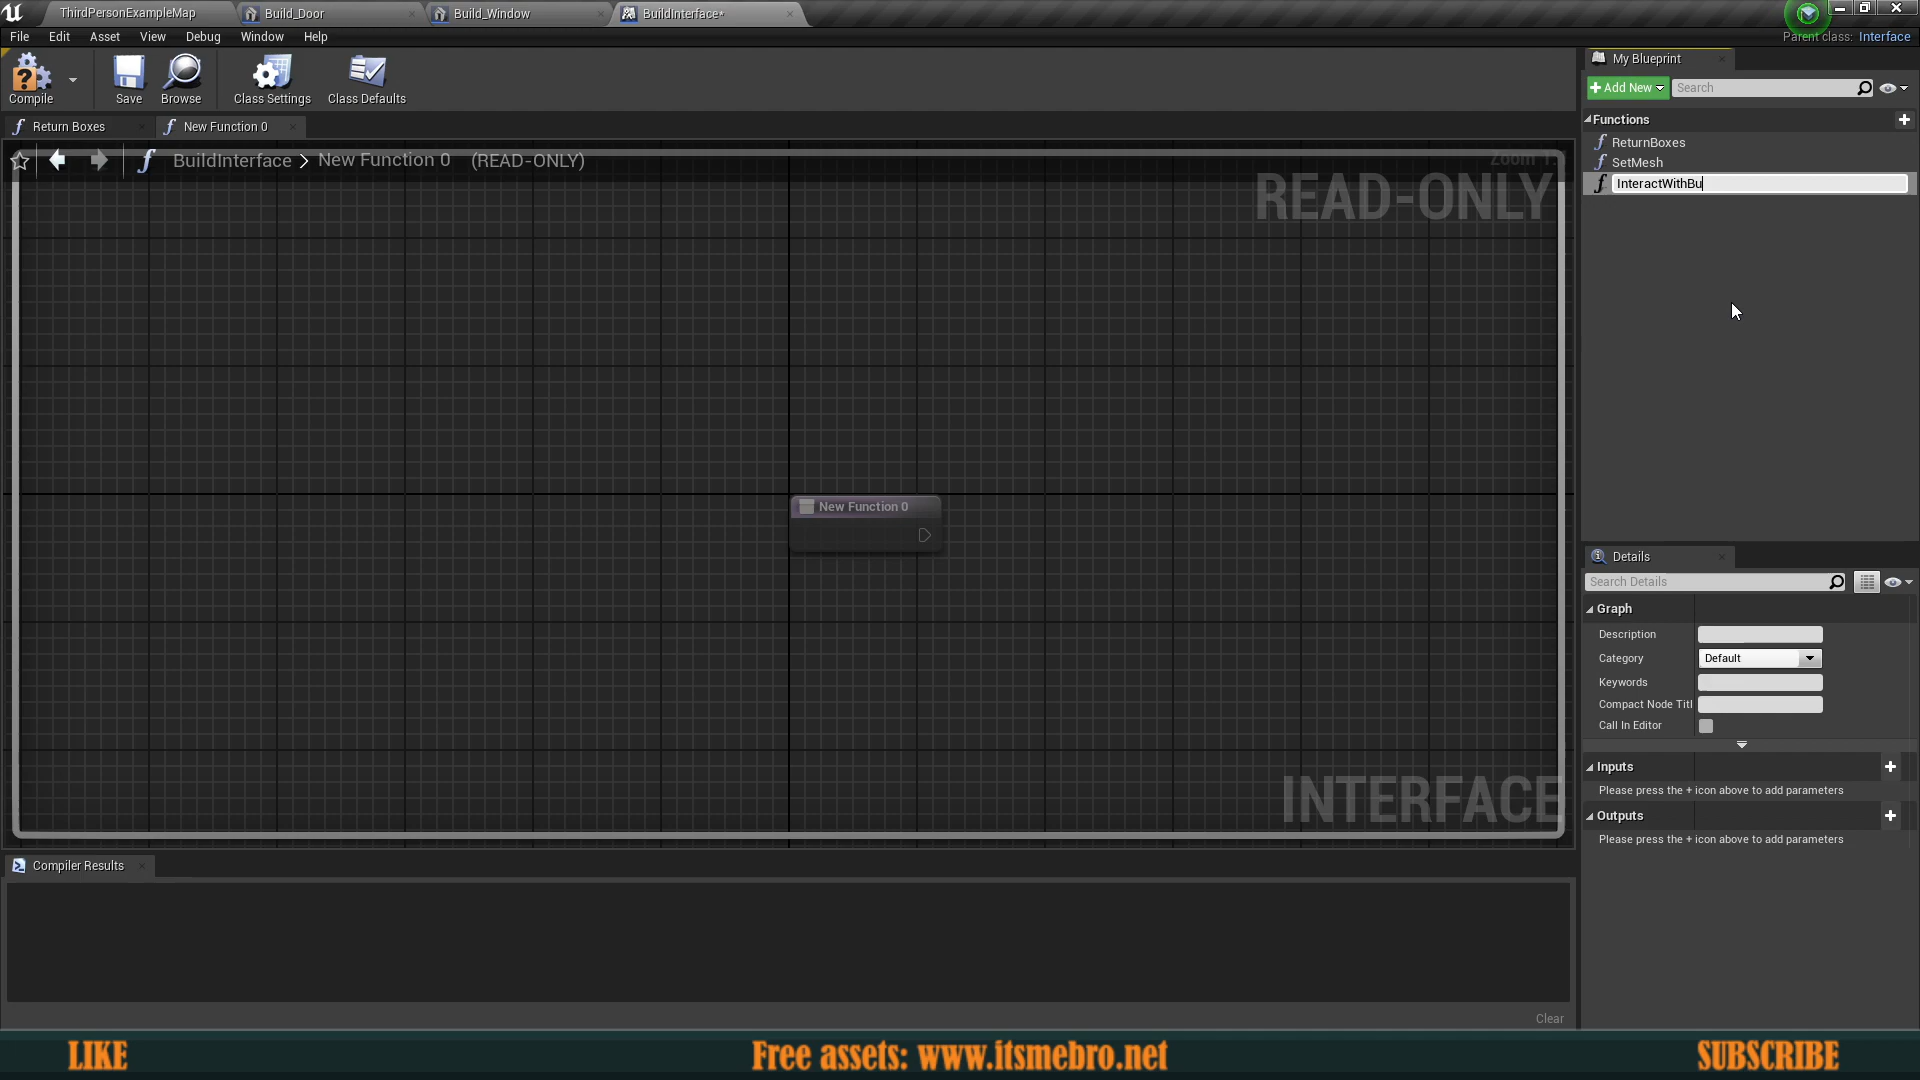 ThirdPersonExampleMap
Build_Door
Build_Window
BuildInterface*
File Edit Asset View Debug Window Help
Parent class: Interface
Compile
Save
Browse
Class Settings
Class Defaults
Return Boxes
New Function 0
BuildInterface > New Function 0 (READ-ONLY)
READ-ONLY
New Function 0
INTERFACE
Compiler Results
Clear
My Blueprint
+ Add New
Search
Functions
ReturnBoxes
SetMesh
InteractWithBu
Details
Search Details
Graph
Description
Category
Default
Keywords
Compact Node Titl
Call In Editor
Inputs
Please press the + icon above to add parameters
Outputs
Please press the + icon above to add parameters
LIKE
Free assets: www.itsmebro.net
SUBSCRIBE